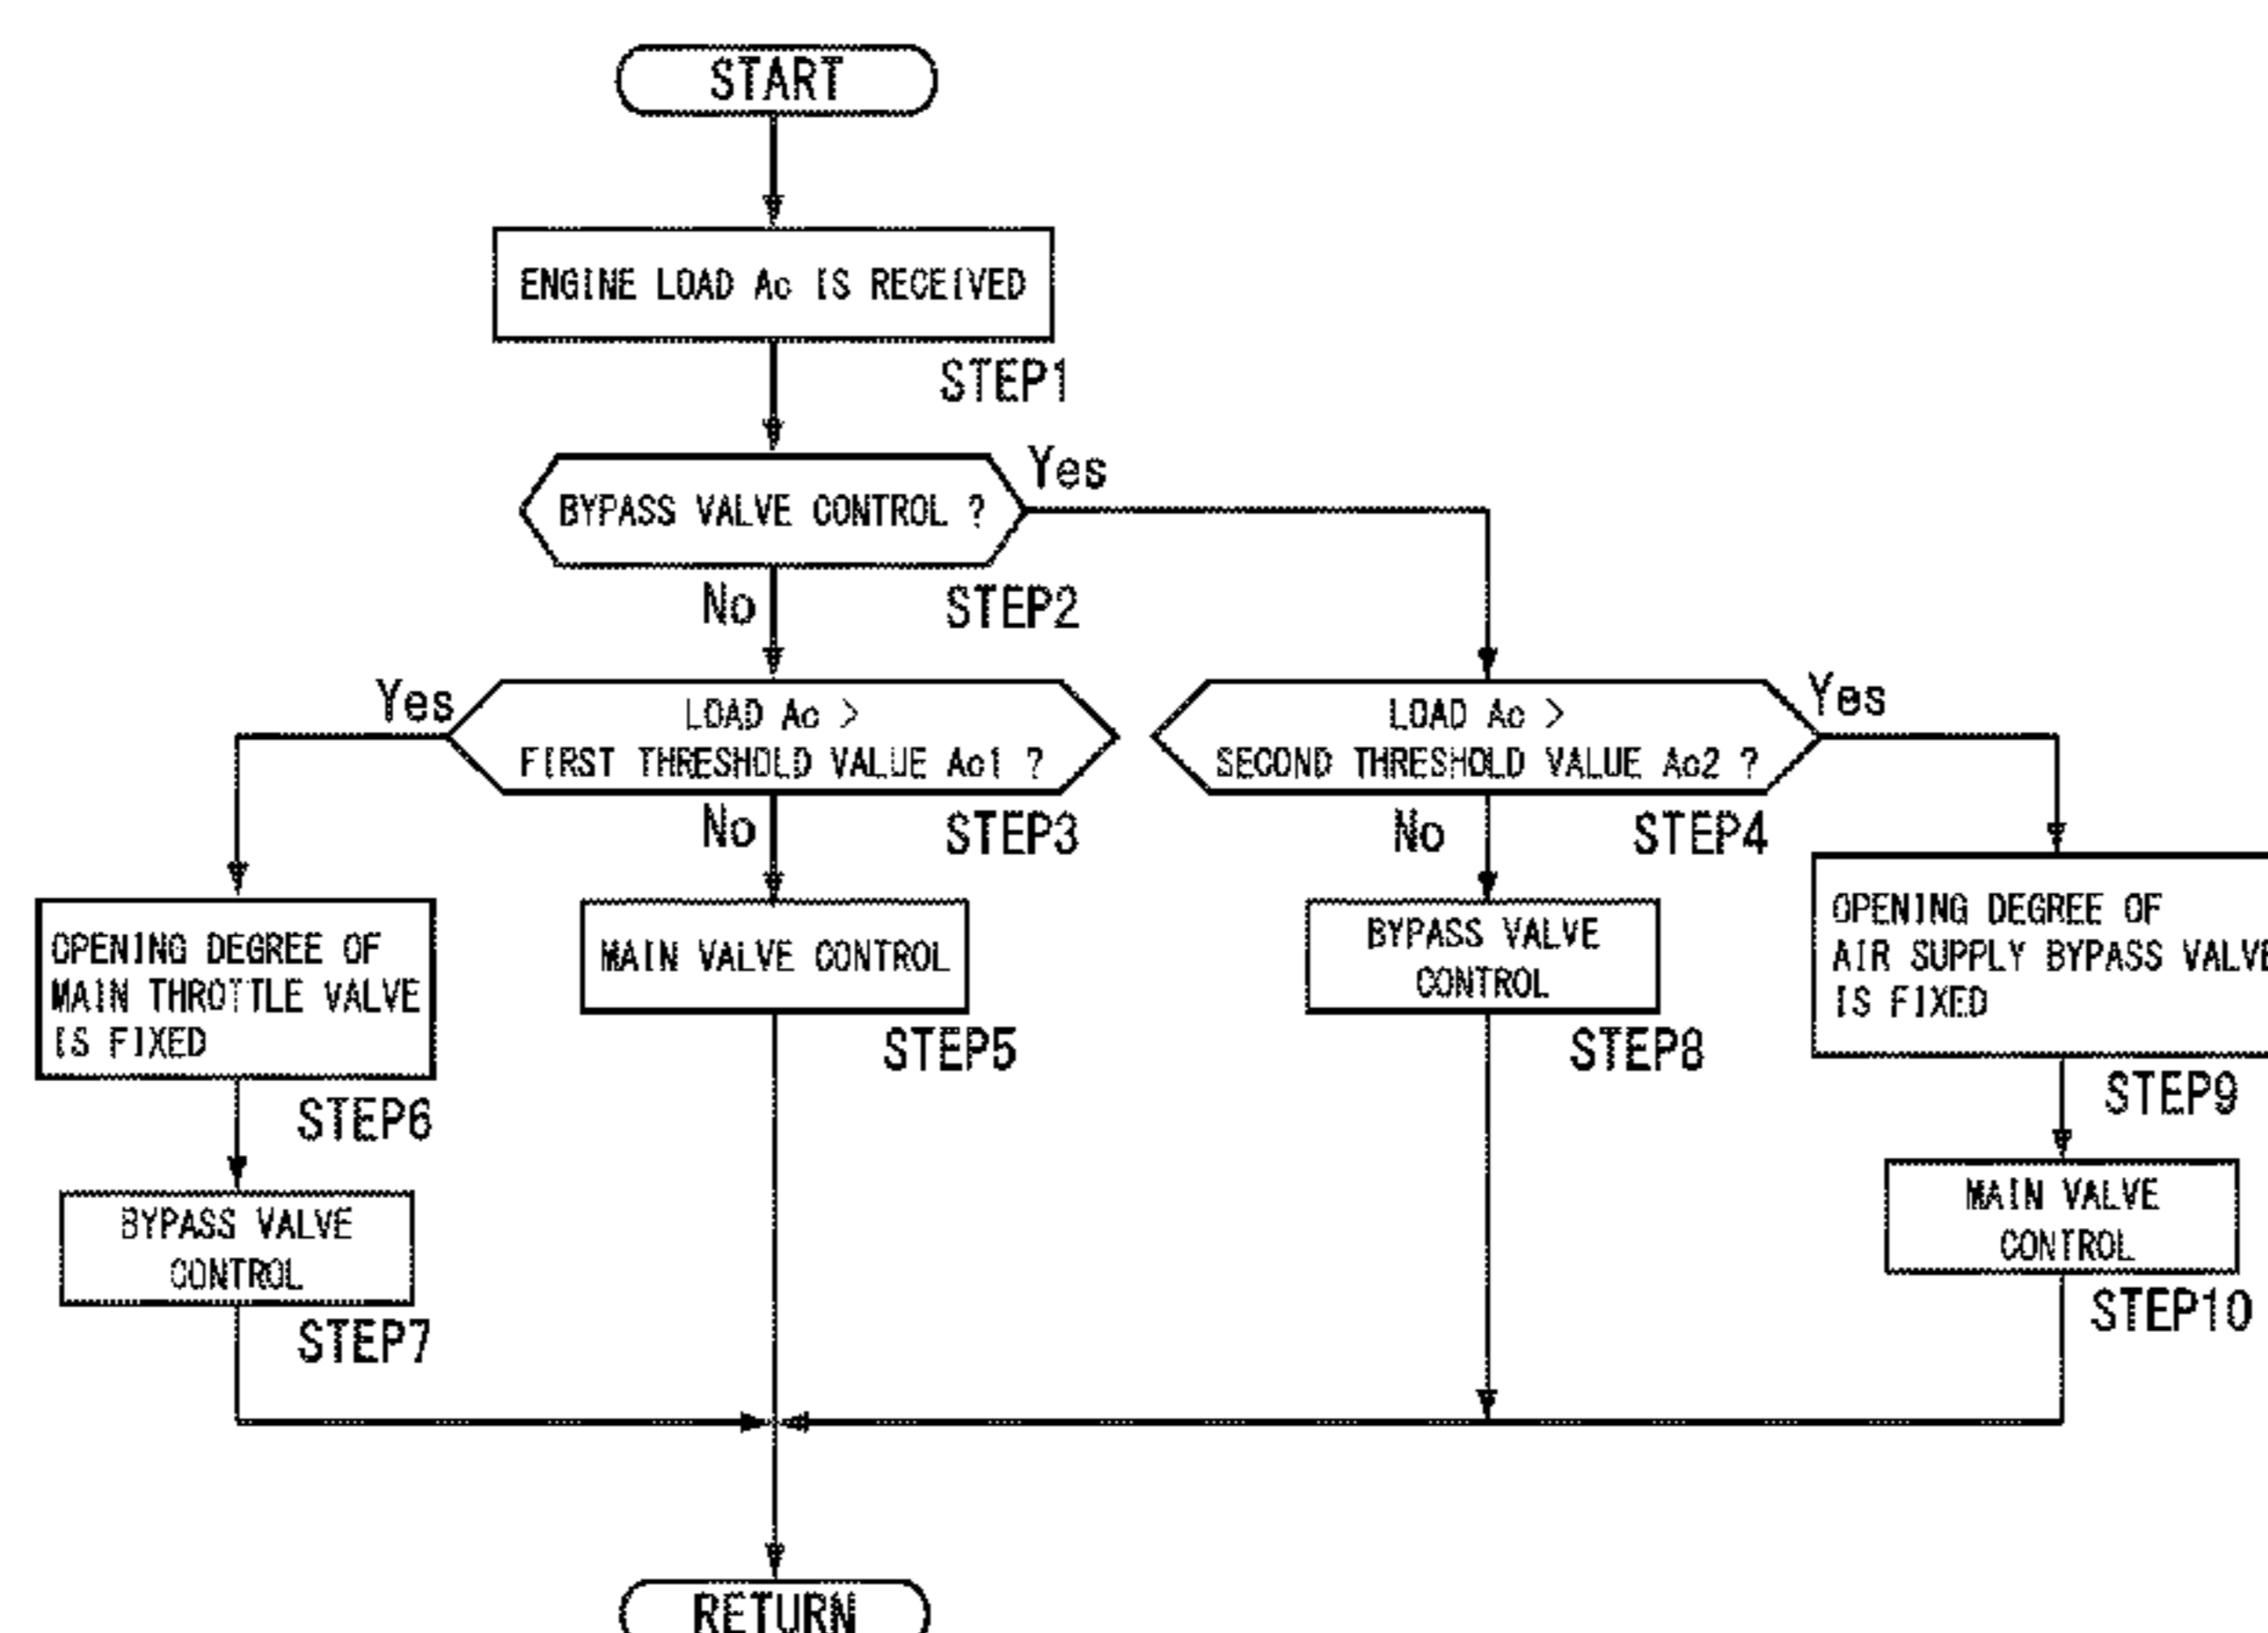 START
ENGINE LOAD Ac IS RECEIVED
STEP1
BYPASS VALVE CONTROL ?
Yes
No
STEP2
LOAD Ac >
FIRST THRESHOLD VALUE Ac1 ?
Yes
No
STEP3
LOAD Ac >
SECOND THRESHOLD VALUE Ac2 ?
Yes
No
STEP4
OPENING DEGREE OF
MAIN THROTTLE VALVE
IS FIXED
STEP6
MAIN VALVE CONTROL
STEP5
BYPASS VALVE
CONTROL
STEP8
OPENING DEGREE OF
AIR SUPPLY BYPASS VALVE
IS FIXED
STEP9
BYPASS VALVE
CONTROL
STEP7
MAIN VALVE
CONTROL
STEP10
RETURN